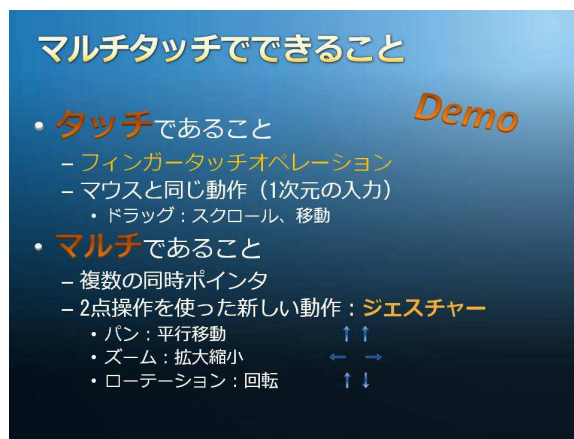 マルチタッチでできること
Demo
• タッチであること
– フィンガータッチオペレーション
– マウスと同じ動作（1次元の入力）
• ドラッグ：スクロール、移動
• マルチであること
– 複数の同時ポインタ
– 2点操作を使った新しい動作：ジェスチャー
• パン：平行移動 ↑ ↑
• ズーム：拡大縮小 ← →
• ローテーション：回転 ↑ ↓